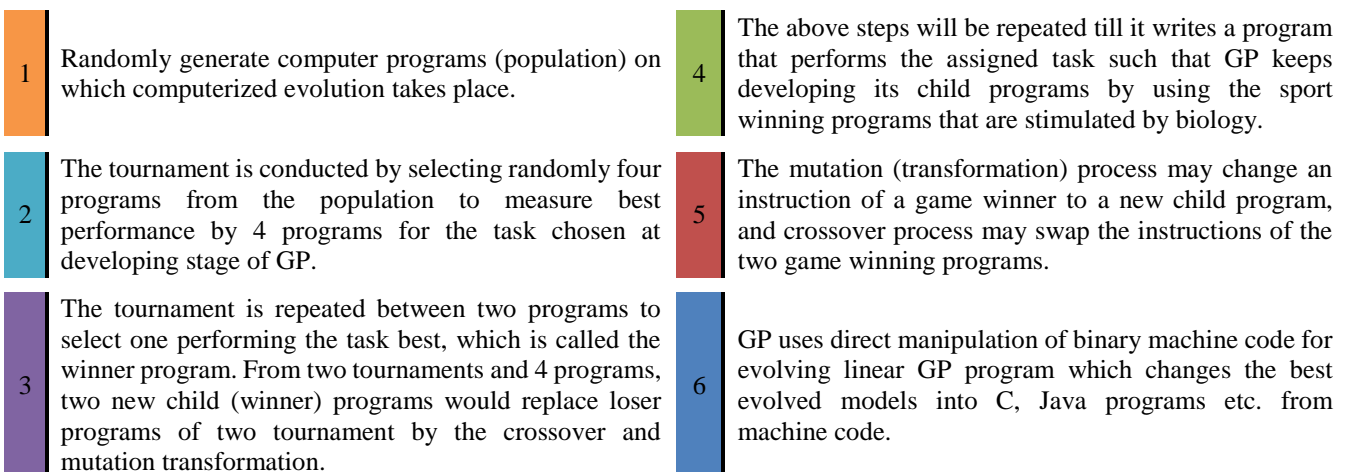 1
Randomly generate computer programs (population) on
which computerized evolution takes place.
2
The tournament is conducted by selecting randomly four
programs from the population to measure best
performance by 4 programs for the task chosen at
developing stage of GP.
3
The tournament is repeated between two programs to
select one performing the task best, which is called the
winner program. From two tournaments and 4 programs,
two new child (winner) programs would replace loser
programs of two tournament by the crossover and
mutation transformation.
4
The above steps will be repeated till it writes a program
that performs the assigned task such that GP keeps
developing its child programs by using the sport
winning programs that are stimulated by biology.
5
The mutation (transformation) process may change an
instruction of a game winner to a new child program,
and crossover process may swap the instructions of the
two game winning programs.
6
GP uses direct manipulation of binary machine code for
evolving linear GP program which changes the best
evolved models into C, Java programs etc. from
machine code.